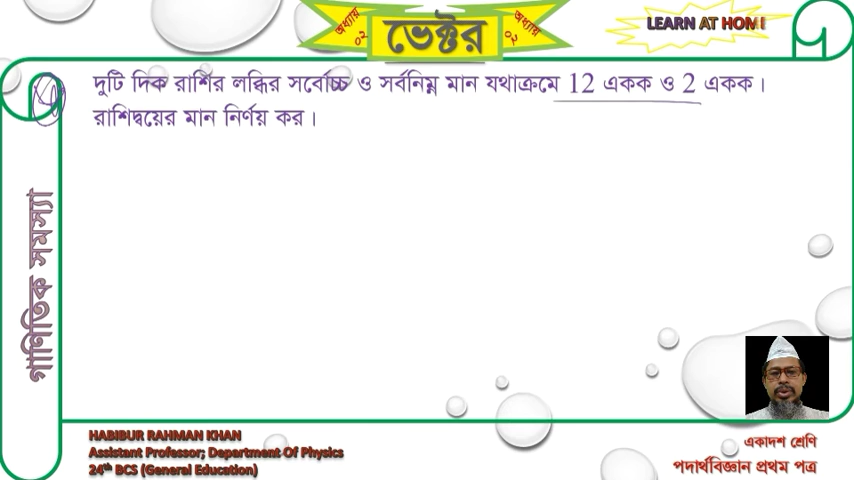 অধ্যায় ০২
ভেক্টর
অধ্যায় ০২
LEARN AT HOME
দুটি দিক রাশির লব্ধির সর্বোচ্চ ও সর্বনিম্ন মান যথাক্রমে 12 একক ও 2 একক।
রাশিদ্বয়ের মান নির্ণয় কর।
গাণিতিক সমস্যা
HABIBUR RAHMAN KHAN
Assistant Professor; Department Of Physics
24th BCS (General Education)
একাদশ শ্রেণি
পদার্থবিজ্ঞান প্রথম পত্র